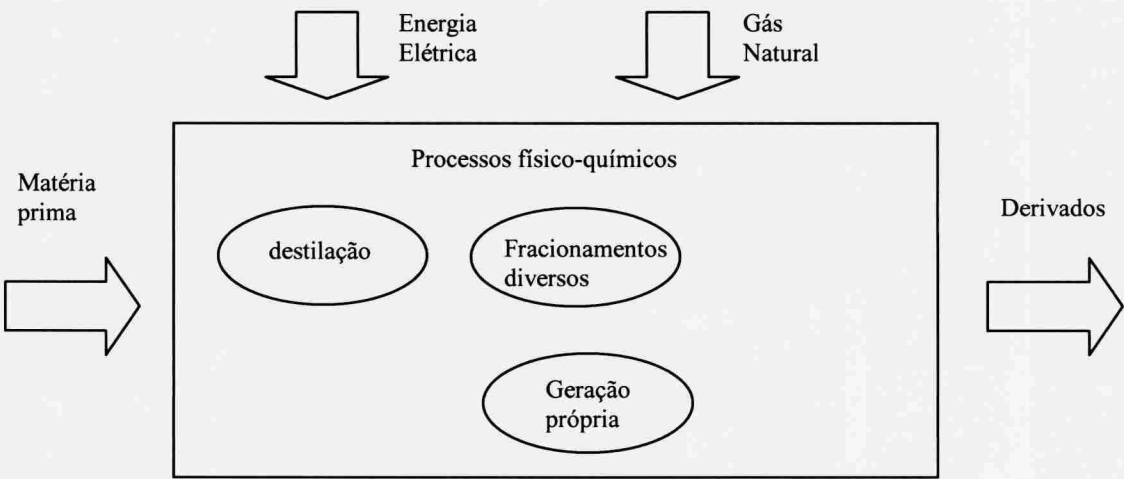 Energia
Elétrica
Gás
Natural
Processos físico-químicos
Matéria
prima
destilação
Fracionamentos
diversos
Derivados
Geração
própria